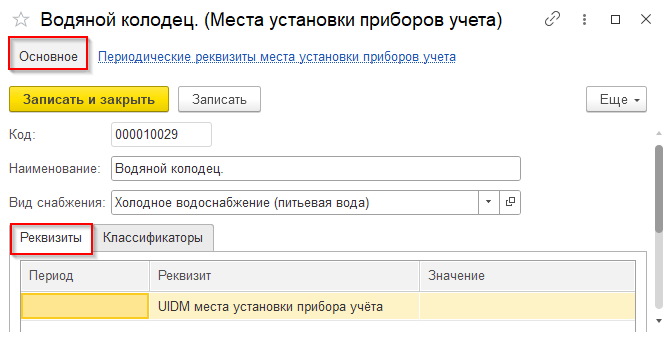 Водяной колодец. (Места установки приборов учета)
Основное Периодические реквизиты места установки приборов учета
Записать и закрыть Записать Еще
Код: 000010029
Наименование: Водяной колодец.
Вид снабжения: Холодное водоснабжение (питьевая вода)
Реквизиты Классификаторы
Период Реквизит Значение
UIDM места установки прибора учёта